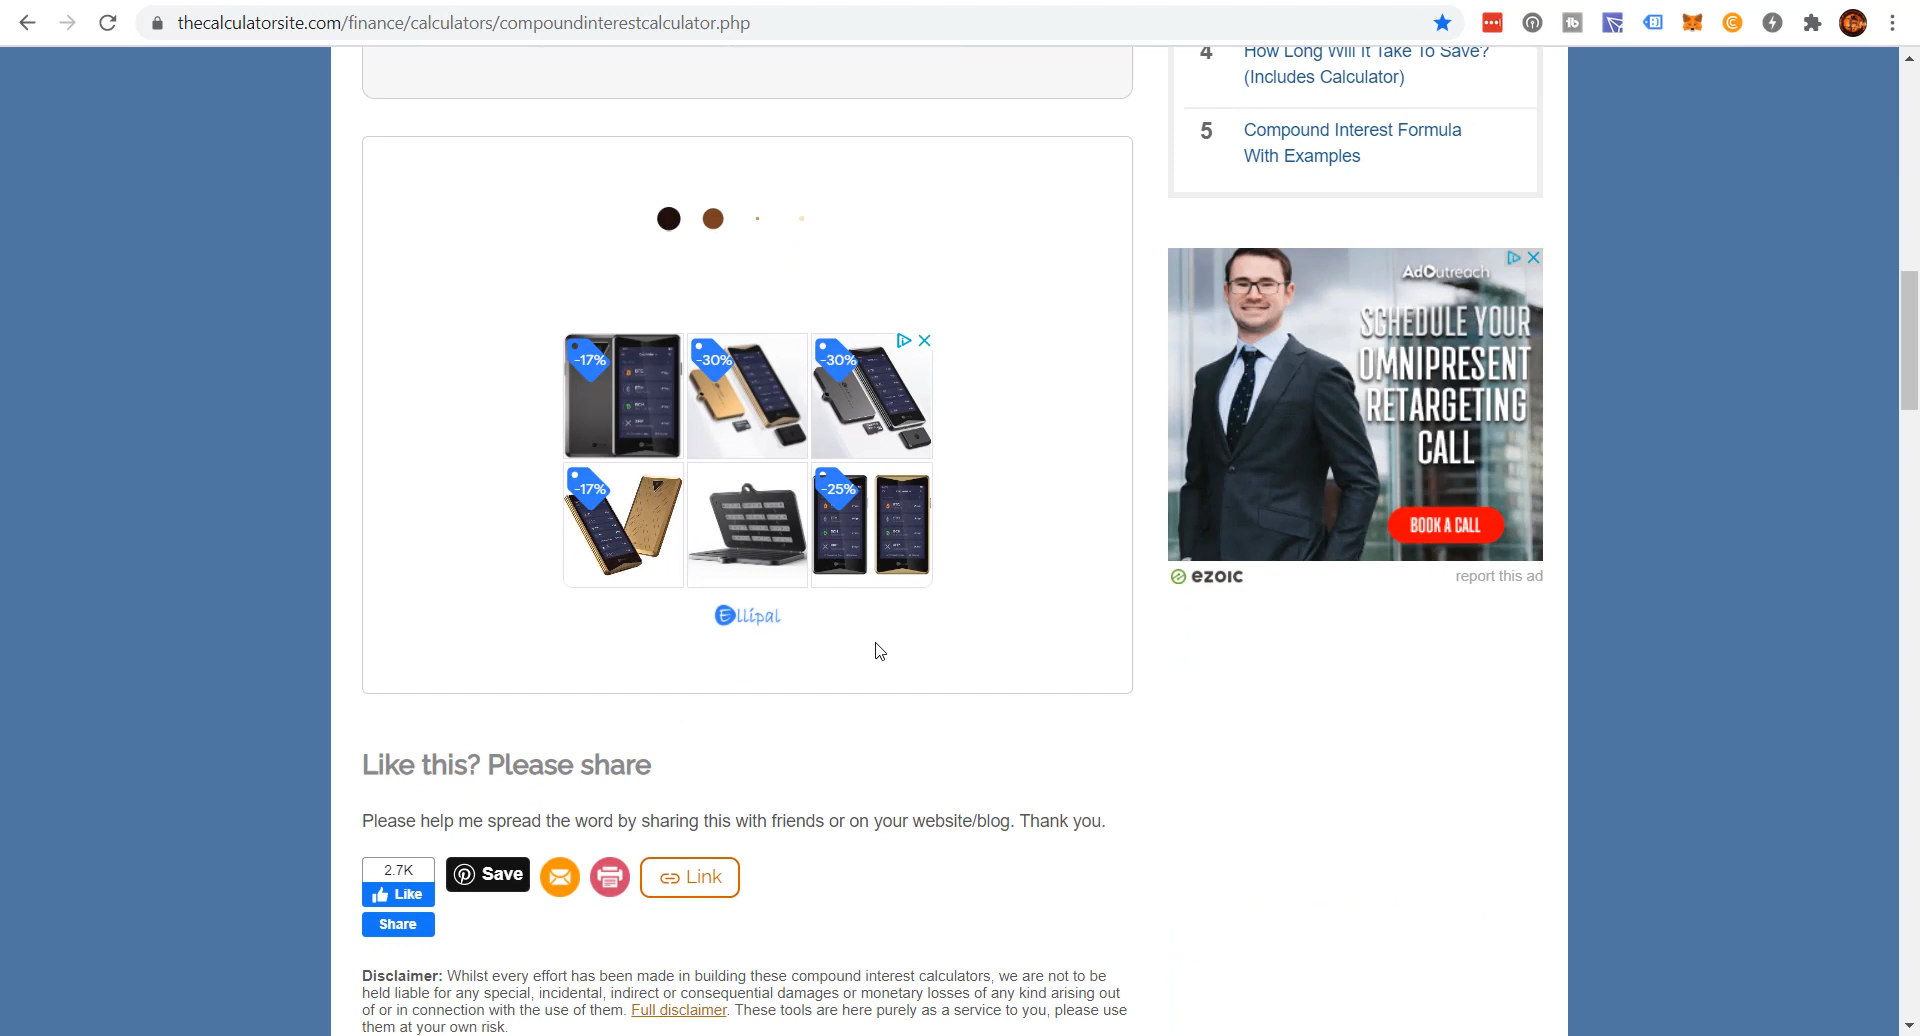 thecalculatorsite.com/finance/calculators/compoundinterestcalculator.php
4
How Long Will It Take To Save?
(Includes Calculator)
5
Compound Interest Formula
With Examples
-17%
-30%
-30%
-17%
-25%
Ellipal
AdOutreach
SCHEDULE YOUR
OMNIPRESENT
RETARGETING
CALL
BOOK A CALL
ezoic
report this ad
Like this? Please share
Please help me spread the word by sharing this with friends or on your website/blog. Thank you.
2.7K
Like
Share
Save
Link
Disclaimer: Whilst every effort has been made in building these compound interest calculators, we are not to be
held liable for any special, incidental, indirect or consequential damages or monetary losses of any kind arising out
of or in connection with the use of them. Full disclaimer. These tools are here purely as a service to you, please use
them at your own risk.